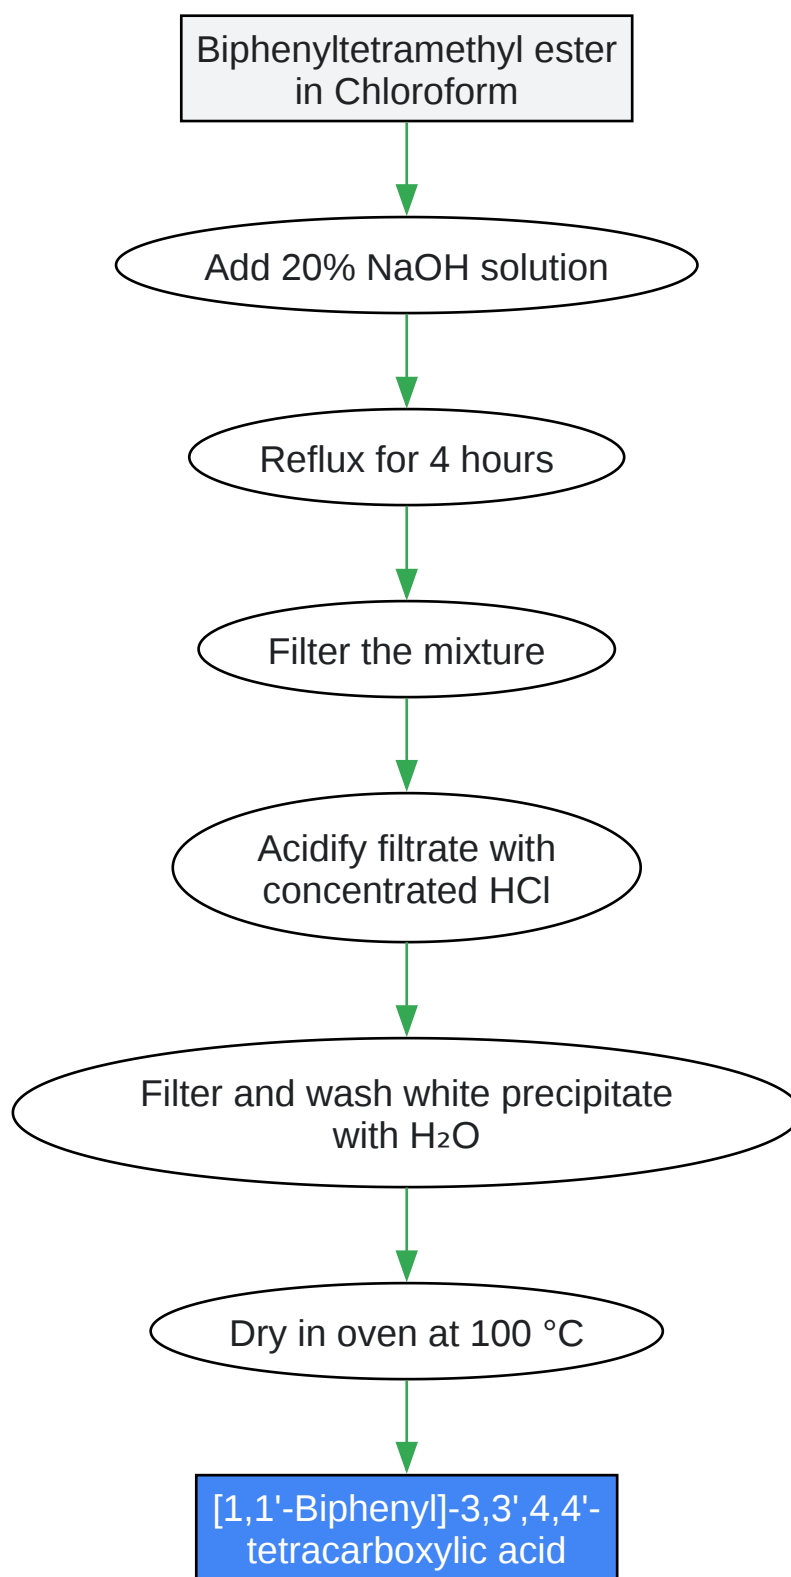 Biphenyltetramethyl ester
in Chloroform
Add 20% NaOH solution
Reflux for 4 hours
Filter the mixture
Acidify filtrate with
concentrated HCl
Filter and wash white precipitate
with H₂O
Dry in oven at 100 °C
[1,1'-Biphenyl]-3,3',4,4'-
tetracarboxylic acid